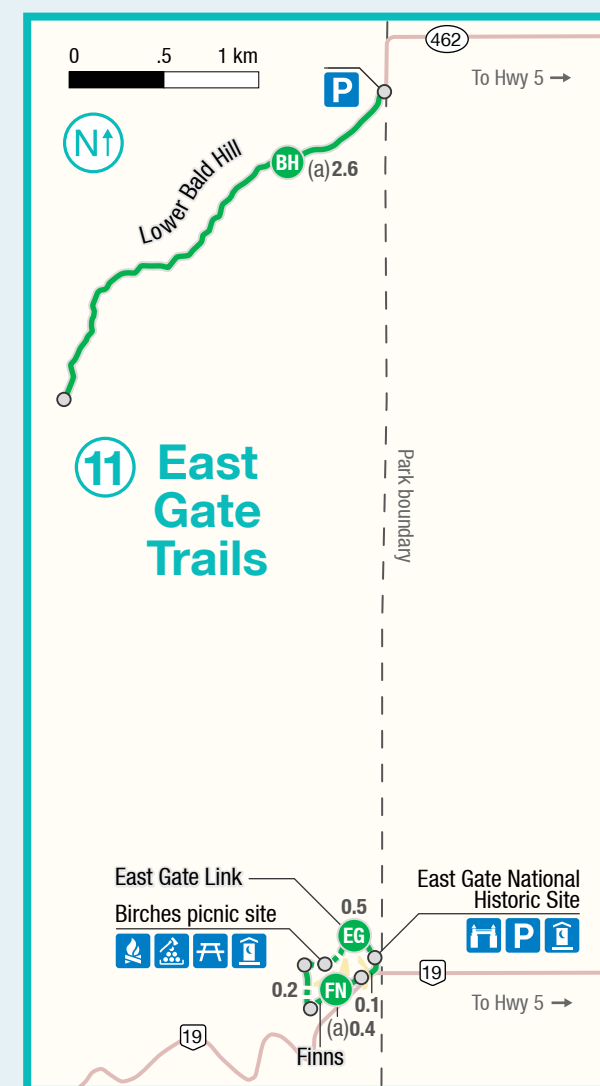 0 .5 1 km
462
To Hwy 5 →
P
N↑
BH
(a)2.6
Lower Bald Hill
11 East
Gate
Trails
Park boundary
East Gate Link
East Gate National
Historic Site
0.5
Birches picnic site
EG
P
0.2
FN
0.1
19
(a)0.4
To Hwy 5 →
19
Finns